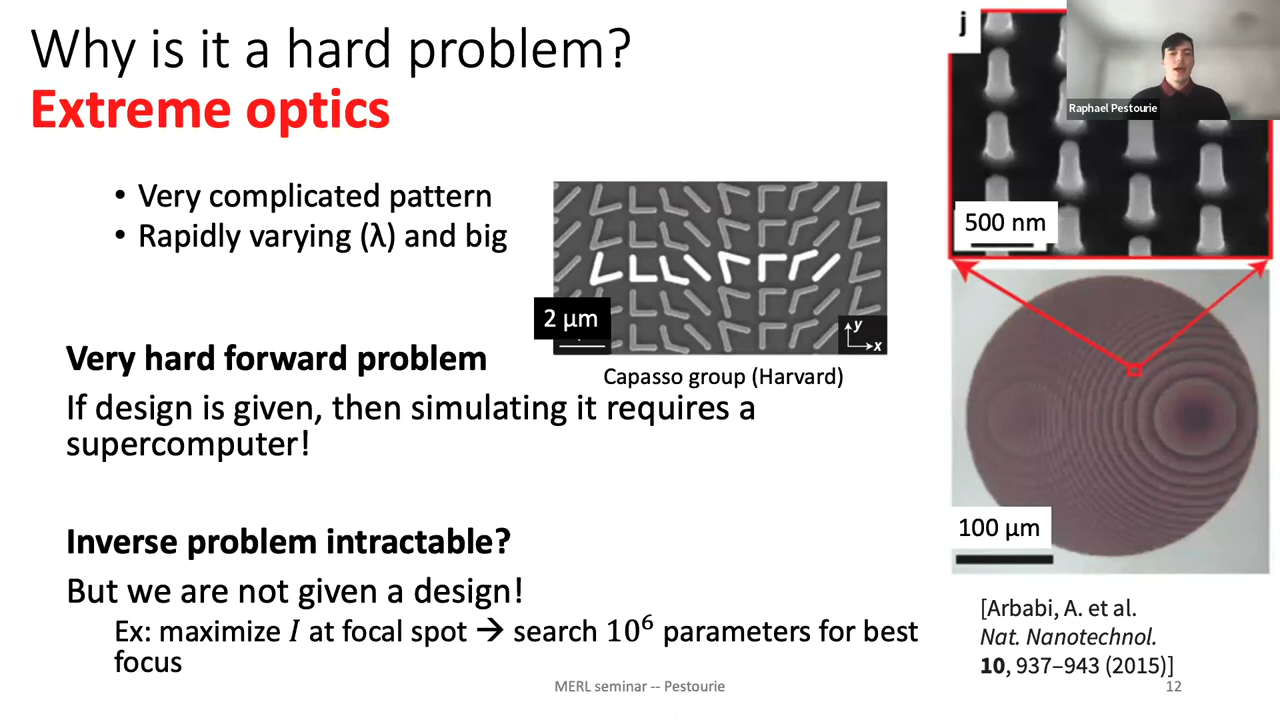 Why is it a hard problem?
Extreme optics
• Very complicated pattern
• Rapidly varying (λ) and big
2 μm
y
x
Capasso group (Harvard)
Very hard forward problem
If design is given, then simulating it requires a
supercomputer!
Inverse problem intractable?
But we are not given a design!
Ex: maximize I at focal spot → search 10⁶ parameters for best
focus
j
Raphael Pestourie
500 nm
100 μm
[Arbabi, A. et al.
Nat. Nanotechnol.
10, 937–943 (2015)]
MERL seminar -- Pestourie
12